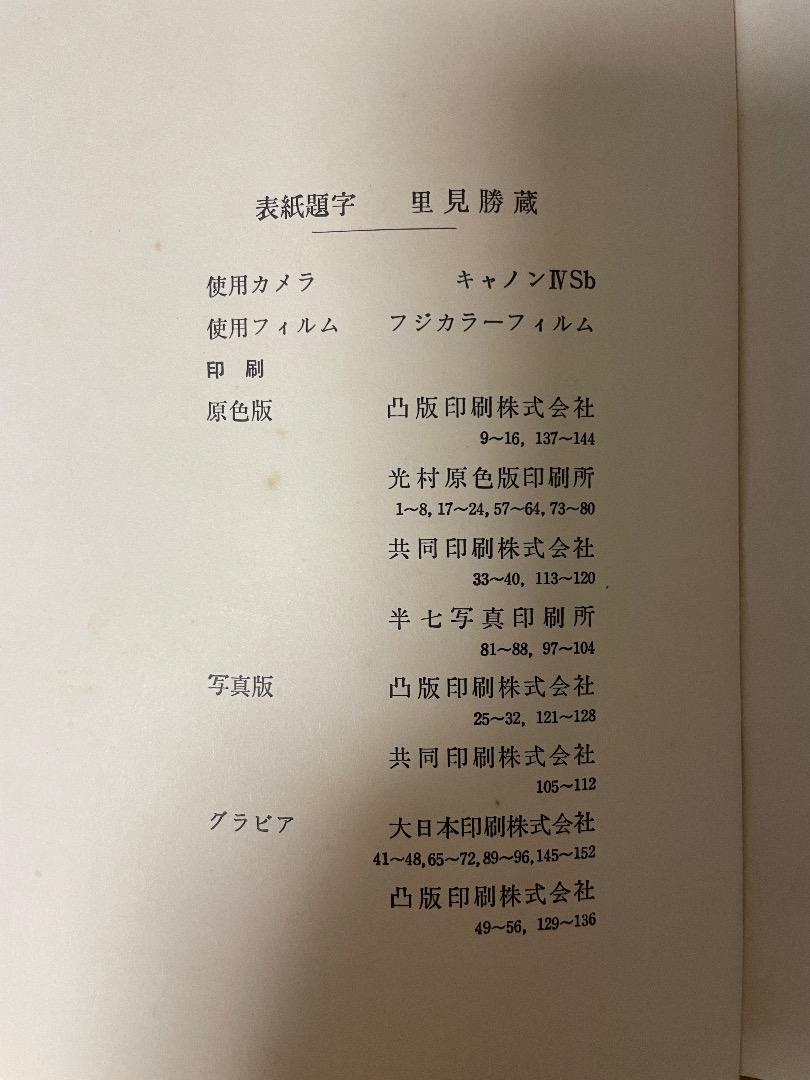 表紙題字　里見勝蔵
使用カメラ　キャノンⅣSb
使用フィルム　フジカラーフィルム
印刷
原色版　凸版印刷株式会社
9〜16, 137〜144
光村原色版印刷所
1〜8, 17〜24, 57〜64, 73〜80
共同印刷株式会社
33〜40, 113〜120
半七写真印刷所
81〜88, 97〜104
写真版　凸版印刷株式会社
25〜32, 121〜128
共同印刷株式会社
105〜112
グラビア　大日本印刷株式会社
41〜48, 65〜72, 89〜96, 145〜152
凸版印刷株式会社
49〜56, 129〜136